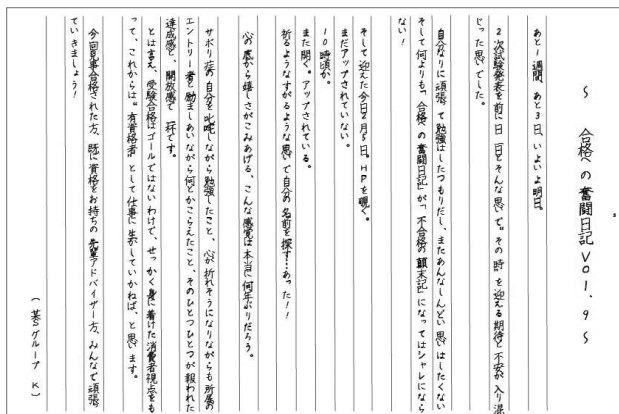 ～ 合格への奮闘日記 VOl.9 ～
あと1週間、あと3日、いよいよ明日。
2次試験発表を前に日一日とそんな思いで“その時”を迎える期待と不安が入り混
じった思いでした。
自分なりに頑張って勉強はしたつもりだし、またあんなしんどい思いはしたくない
そして何よりも「合格への奮闘日記」が「不合格の顛末記」になってはシャレになら
ない!
そして迎えた今日2月5日。HPを覗く。
まだアップされていない。
10時頃か。
また開く。アップされている。
祈るようなすがるような思いで自分の名前を探す…あった!!
心の底から嬉しさがこみあげる、こんな感覚は本当に何年ぶりだろう。
サボリ症の自分を叱咤しながら勉強したこと、心が折れそうになりながらも所属の
エントリー者と励ましあいながら何とかこらえたこと、そのひとつひとつが報われた
達成感と、開放感で一杯です。
とは言え、受験合格はゴールではないわけで、せっかく身に着けた消費者視点をも
って、これからは“有資格者”として仕事に生かしていかねば、と思います。
今回見事合格された方、既に資格をお持ちの先輩アドバイザー方、みんなで頑張っ
ていきましょう!
(某Sグループ K)